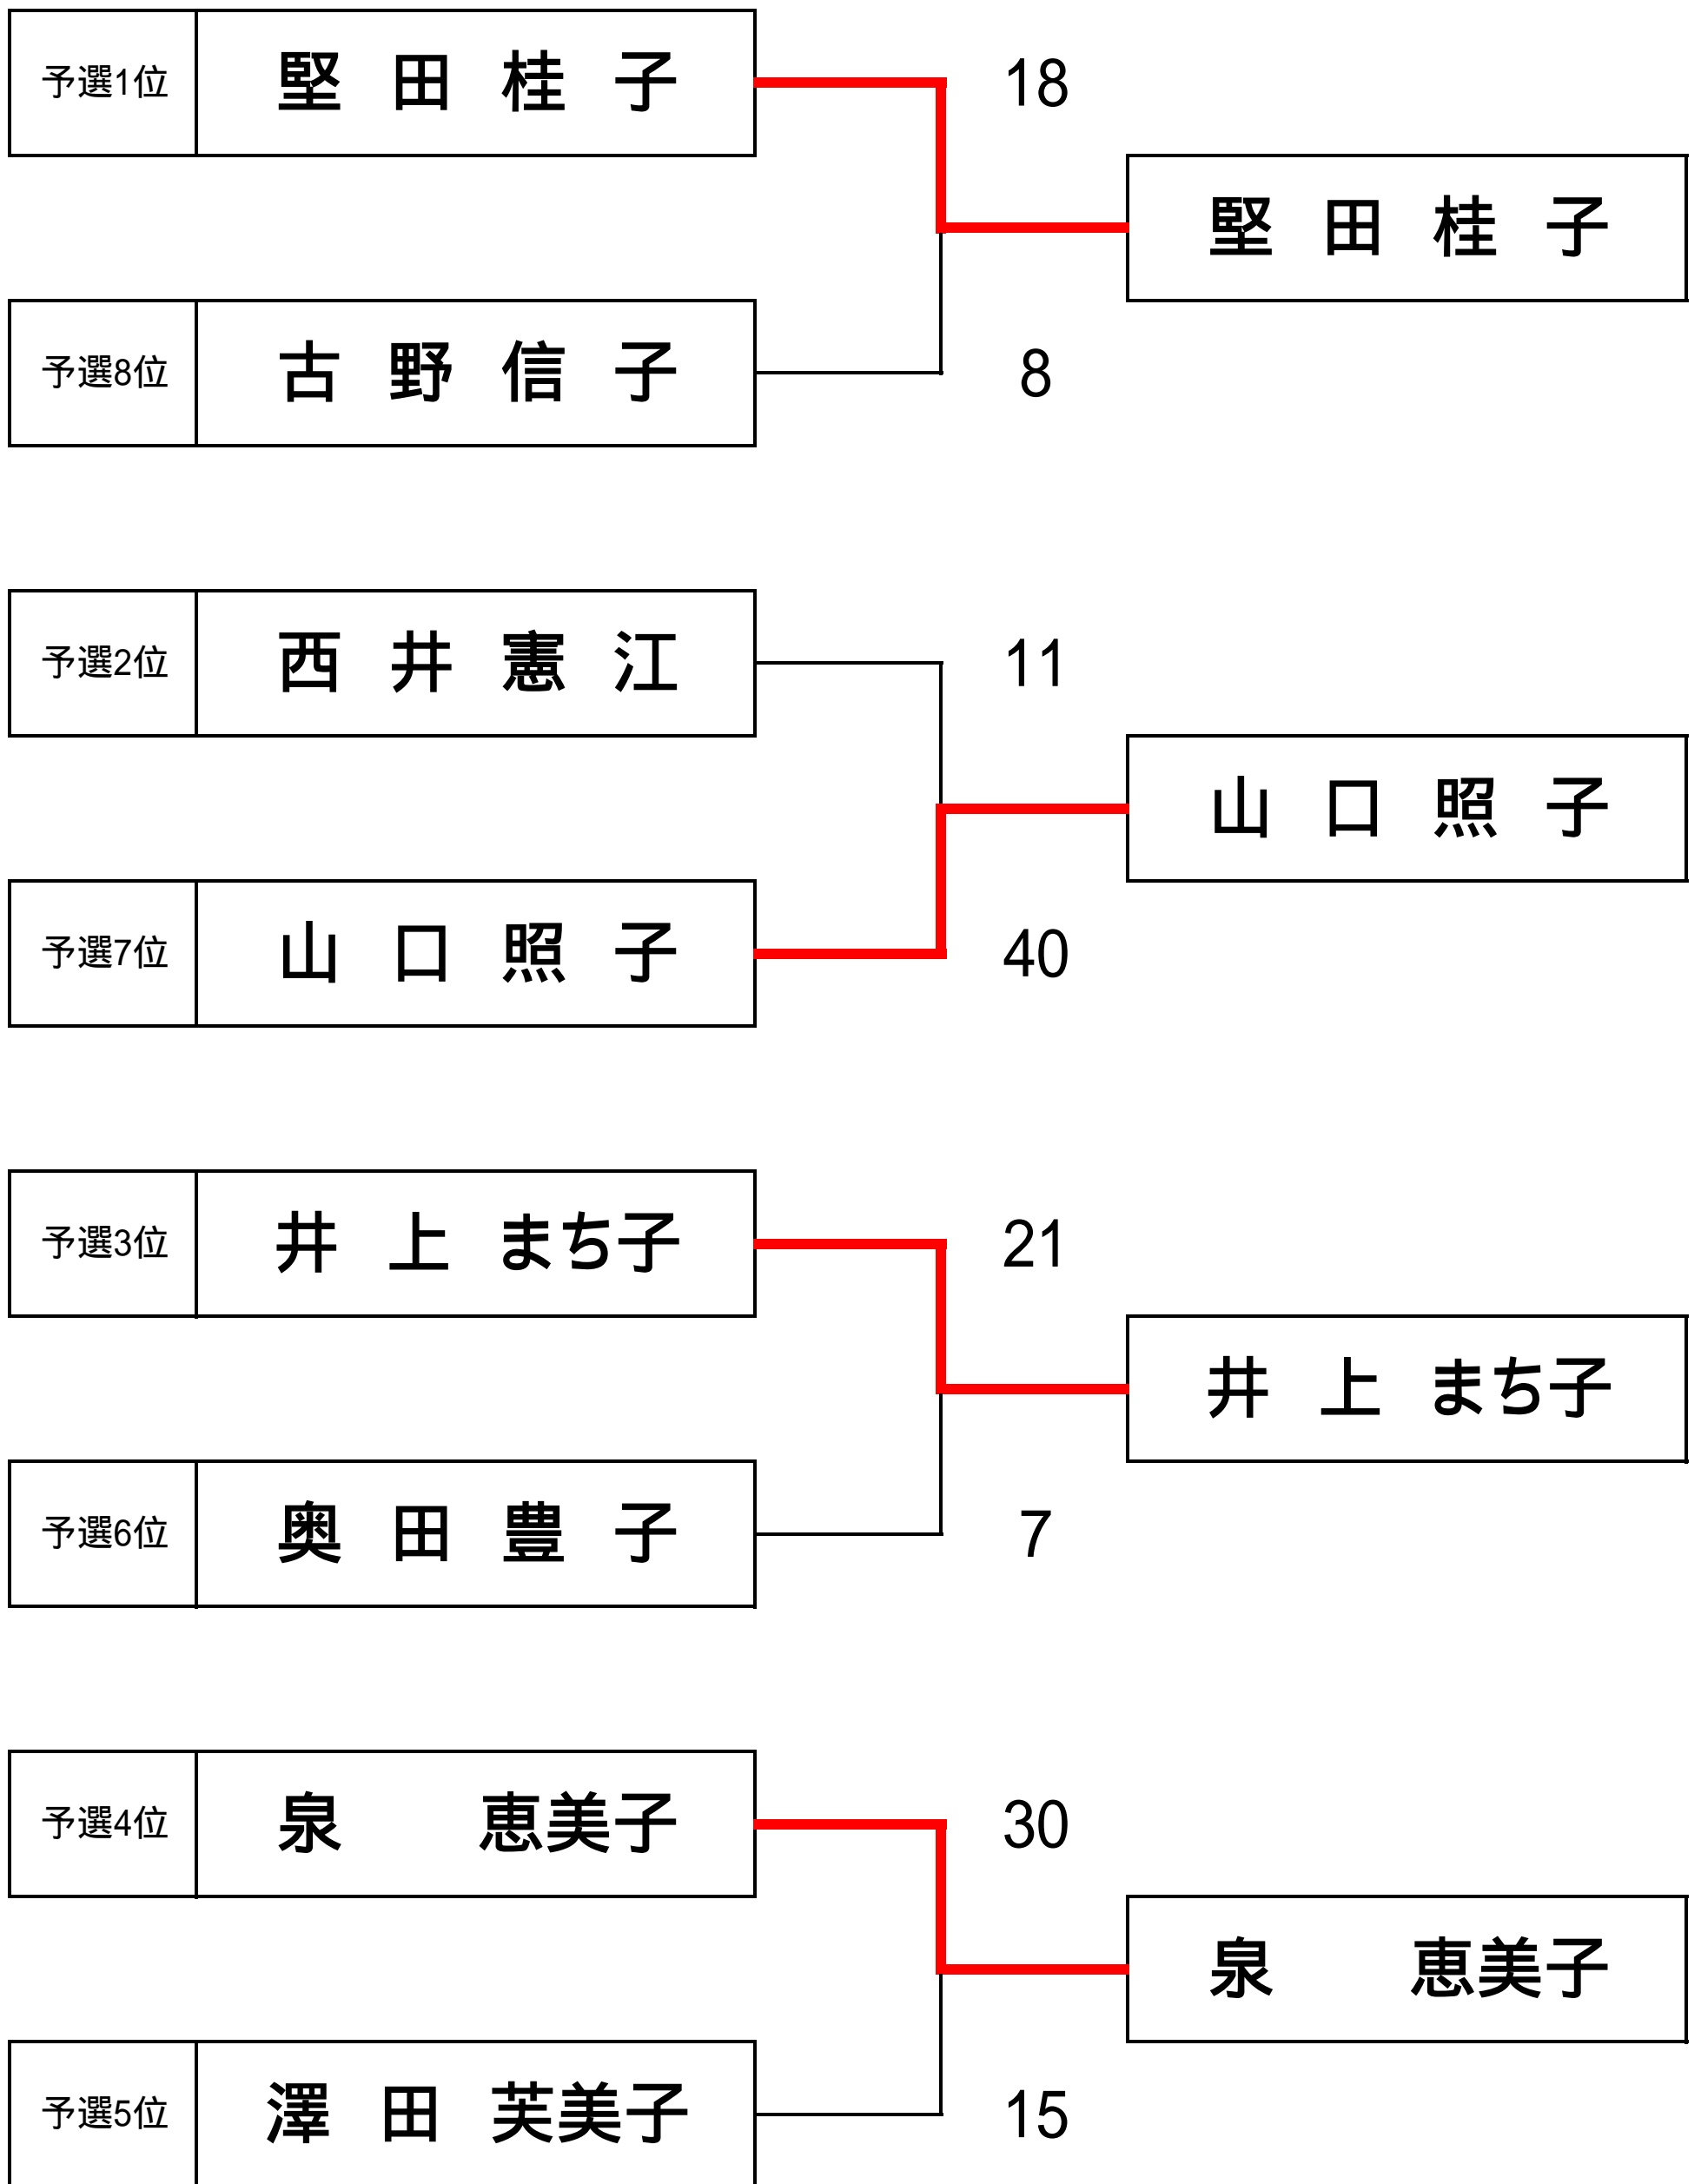 予選1位 堅 田 桂 子 18
堅 田 桂 子
予選8位 古 野 信 子 8
予選2位 西 井 憲 江 11
山 口 照 子
予選7位 山 口 照 子 40
予選3位 井 上 まち子 21
井 上 まち子
予選6位 奥 田 豊 子 7
予選4位 泉 恵美子 30
泉 恵美子
予選5位 澤 田 芙美子 15